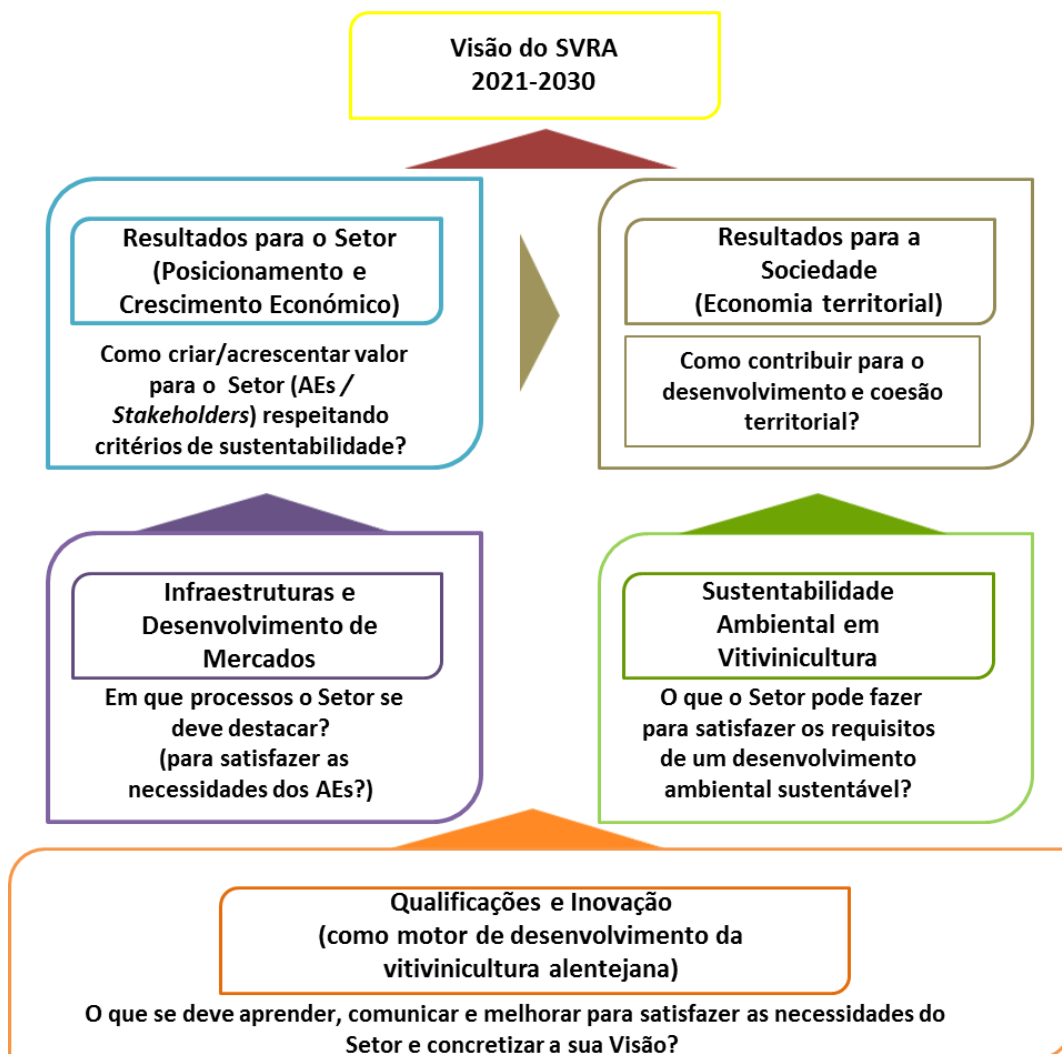 Visão do SVRA
2021-2030
Resultados para o Setor
(Posicionamento e
Crescimento Económico)
Como criar/acrescentar valor
para o Setor (AEs /
Stakeholders) respeitando
critérios de sustentabilidade?
Resultados para a
Sociedade
(Economia territorial)
Como contribuir para o
desenvolvimento e coesão
territorial?
Infraestruturas e
Desenvolvimento de
Mercados
Em que processos o Setor se
deve destacar?
(para satisfazer as
necessidades dos AEs?)
Sustentabilidade
Ambiental em
Vitivinicultura
O que o Setor pode fazer
para satisfazer os requisitos
de um desenvolvimento
ambiental sustentável?
Qualificações e Inovação
(como motor de desenvolvimento da
vitivinicultura alentejana)
O que se deve aprender, comunicar e melhorar para satisfazer as necessidades do
Setor e concretizar a sua Visão?